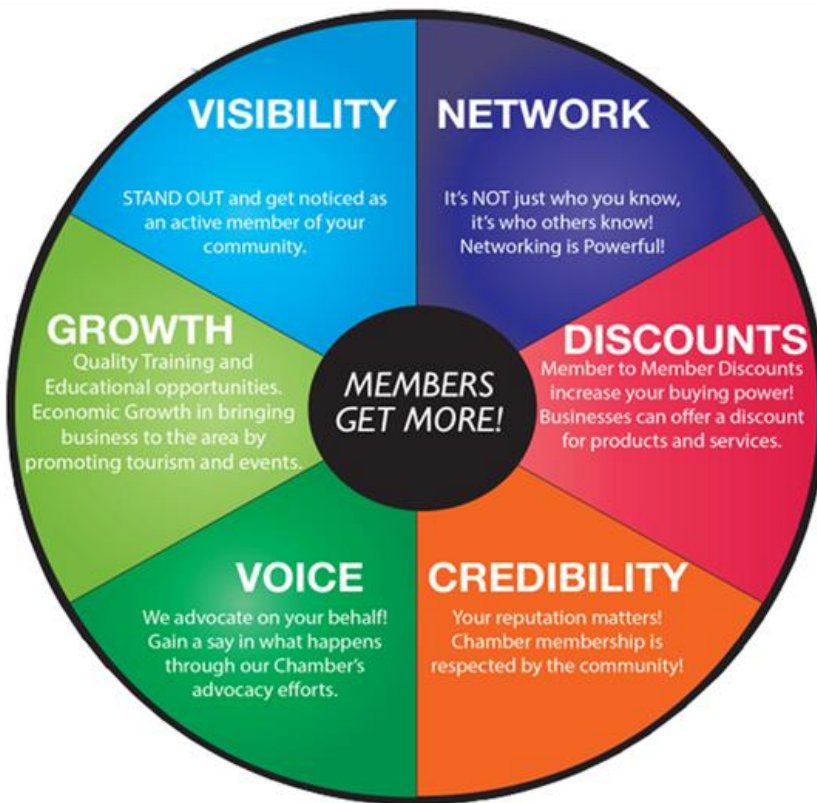 VISIBILITY
STAND OUT and get noticed as
an active member of your
community.
NETWORK
It's NOT just who you know,
it's who others know!
Networking is Powerful!
DISCOUNTS
Member to Member Discounts
increase your buying power!
Businesses can offer a discount
for products and services.
CREDIBILITY
Your reputation matters!
Chamber membership is
respected by the community!
VOICE
We advocate on your behalf!
Gain a say in what happens
through our Chamber's
advocacy efforts.
GROWTH
Quality Training and
Educational opportunities.
Economic Growth in bringing
business to the area by
promoting tourism and events.
MEMBERS
GET MORE!